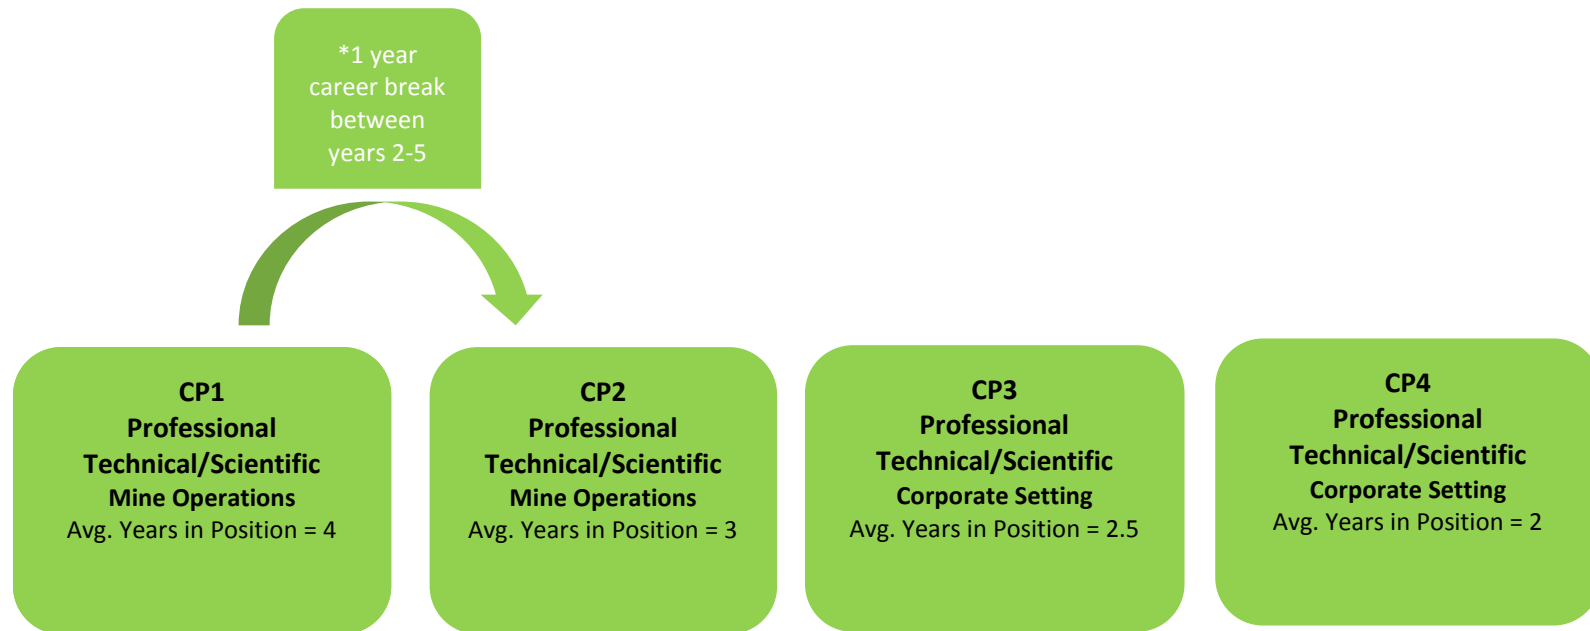 *1 year
career break
between
years 2-5
CP1
Professional
Technical/Scientific
Mine Operations
Avg. Years in Position = 4
CP2
Professional
Technical/Scientific
Mine Operations
Avg. Years in Position = 3
CP3
Professional
Technical/Scientific
Corporate Setting
Avg. Years in Position = 2.5
CP4
Professional
Technical/Scientific
Corporate Setting
Avg. Years in Position = 2